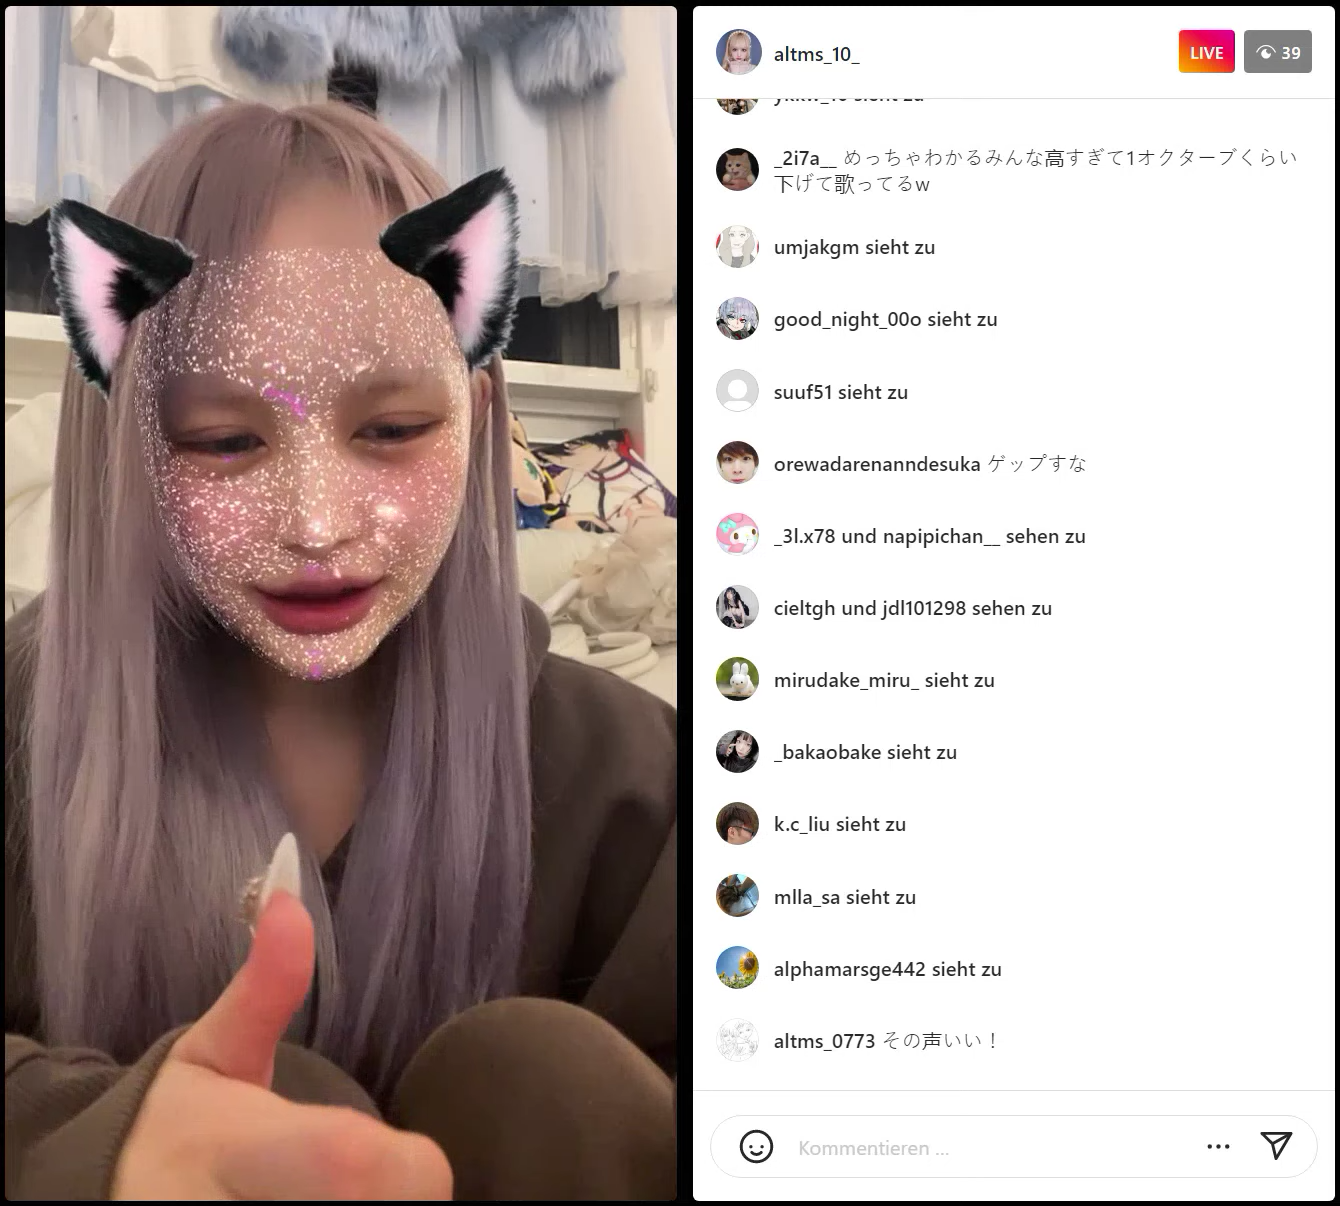 altms_10_
LIVE
39
_2i7a__ めっちゃわかるみんな高すぎて1オクターブくらい
下げて歌ってるw
umjakgm sieht zu
good_night_00o sieht zu
suuf51 sieht zu
orewadarenanndesuka ゲップすな
_3l.x78 und napipichan__ sehen zu
cieltgh und jdl101298 sehen zu
mirudake_miru_ sieht zu
_bakaobake sieht zu
k.c_liu sieht zu
mlla_sa sieht zu
alphamarsge442 sieht zu
altms_0773 その声いい！
Kommentieren ...